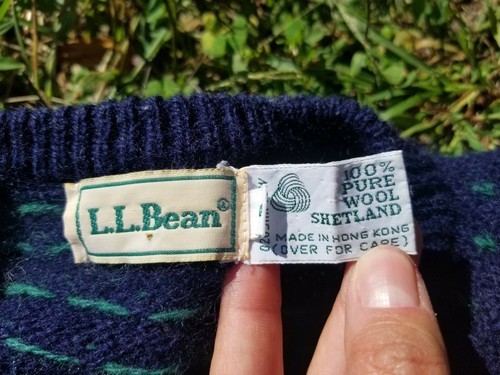 L.L.Bean®
100%
PURE
WOOL
SHETLAND
MADE IN HONG KONG
(OVER FOR CARE)